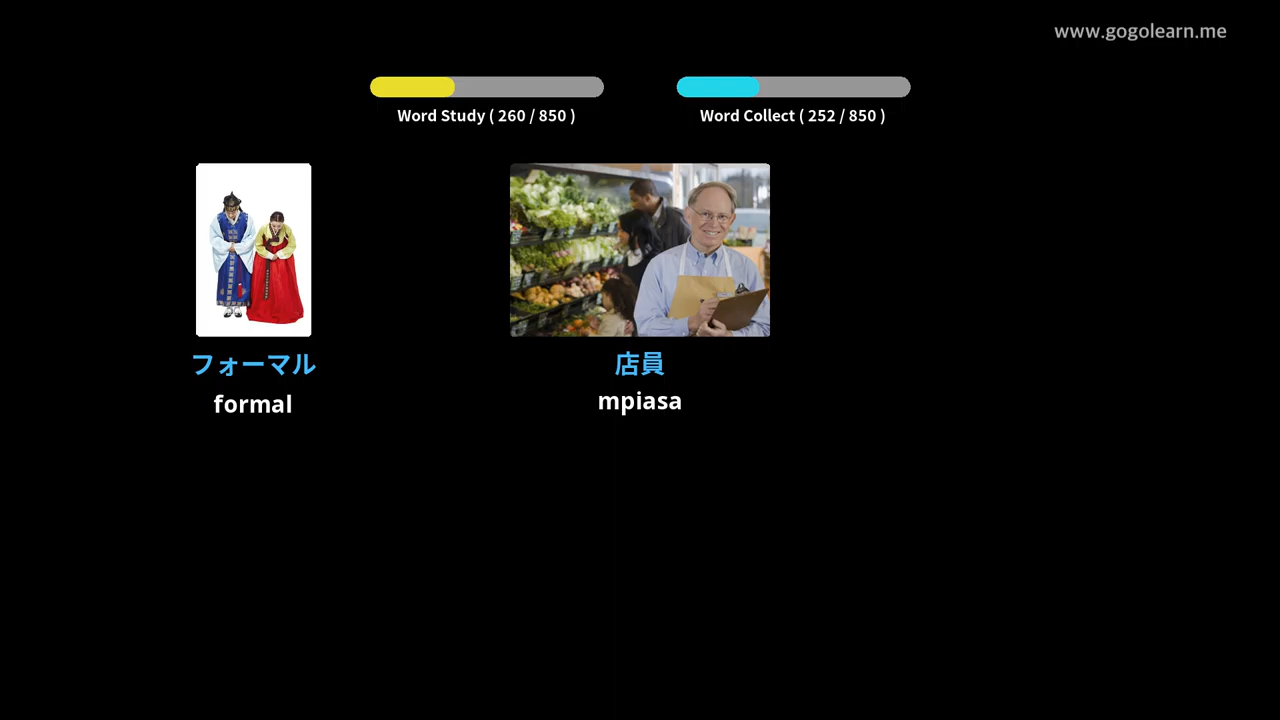 www.gogolearn.me
Word Study ( 260 / 850 )
Word Collect ( 252 / 850 )
フォーマル
formal
店員
mpiasa